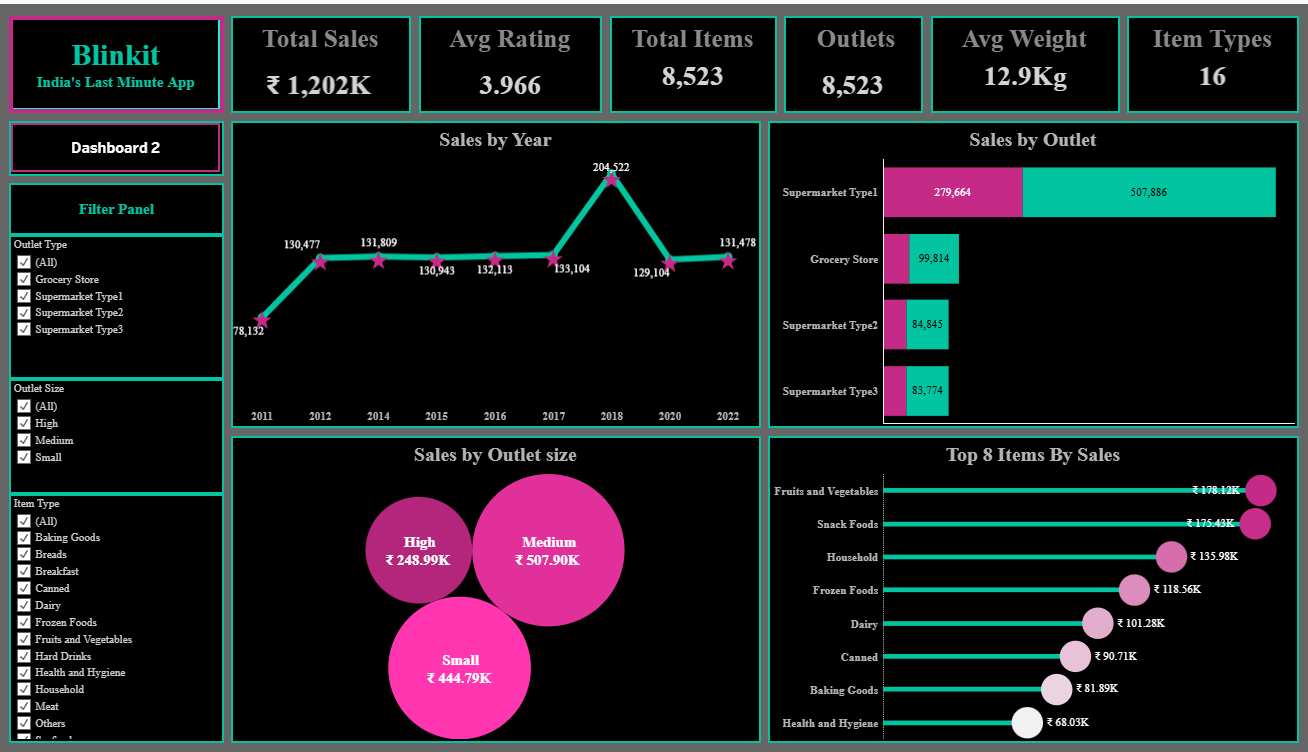 Blinkit
India's Last Minute App
Total Sales
₹ 1,202K
Avg Rating
3.966
Total Items
8,523
Outlets
8,523
Avg Weight
12.9Kg
Item Types
16
Dashboard 2
Filter Panel
Outlet Type
(All)
Grocery Store
Supermarket Type1
Supermarket Type2
Supermarket Type3
Outlet Size
(All)
High
Medium
Small
Item Type
(All)
Baking Goods
Breads
Breakfast
Canned
Dairy
Frozen Foods
Fruits and Vegetables
Hard Drinks
Health and Hygiene
Household
Meat
Others
Sales by Year
204,522
130,477
131,809
131,478
130,943
132,113
133,104
129,104
78,132
2011
2012
2014
2015
2016
2017
2018
2020
2022
Sales by Outlet
Supermarket Type1
279,664
507,886
Grocery Store
99,814
Supermarket Type2
84,845
Supermarket Type3
83,774
Sales by Outlet size
High
₹ 248.99K
Medium
₹ 507.90K
Small
₹ 444.79K
Top 8 Items By Sales
Fruits and Vegetables
₹ 178.12K
Snack Foods
₹ 175.43K
Household
₹ 135.98K
Frozen Foods
₹ 118.56K
Dairy
₹ 101.28K
Canned
₹ 90.71K
Baking Goods
₹ 81.89K
Health and Hygiene
₹ 68.03K